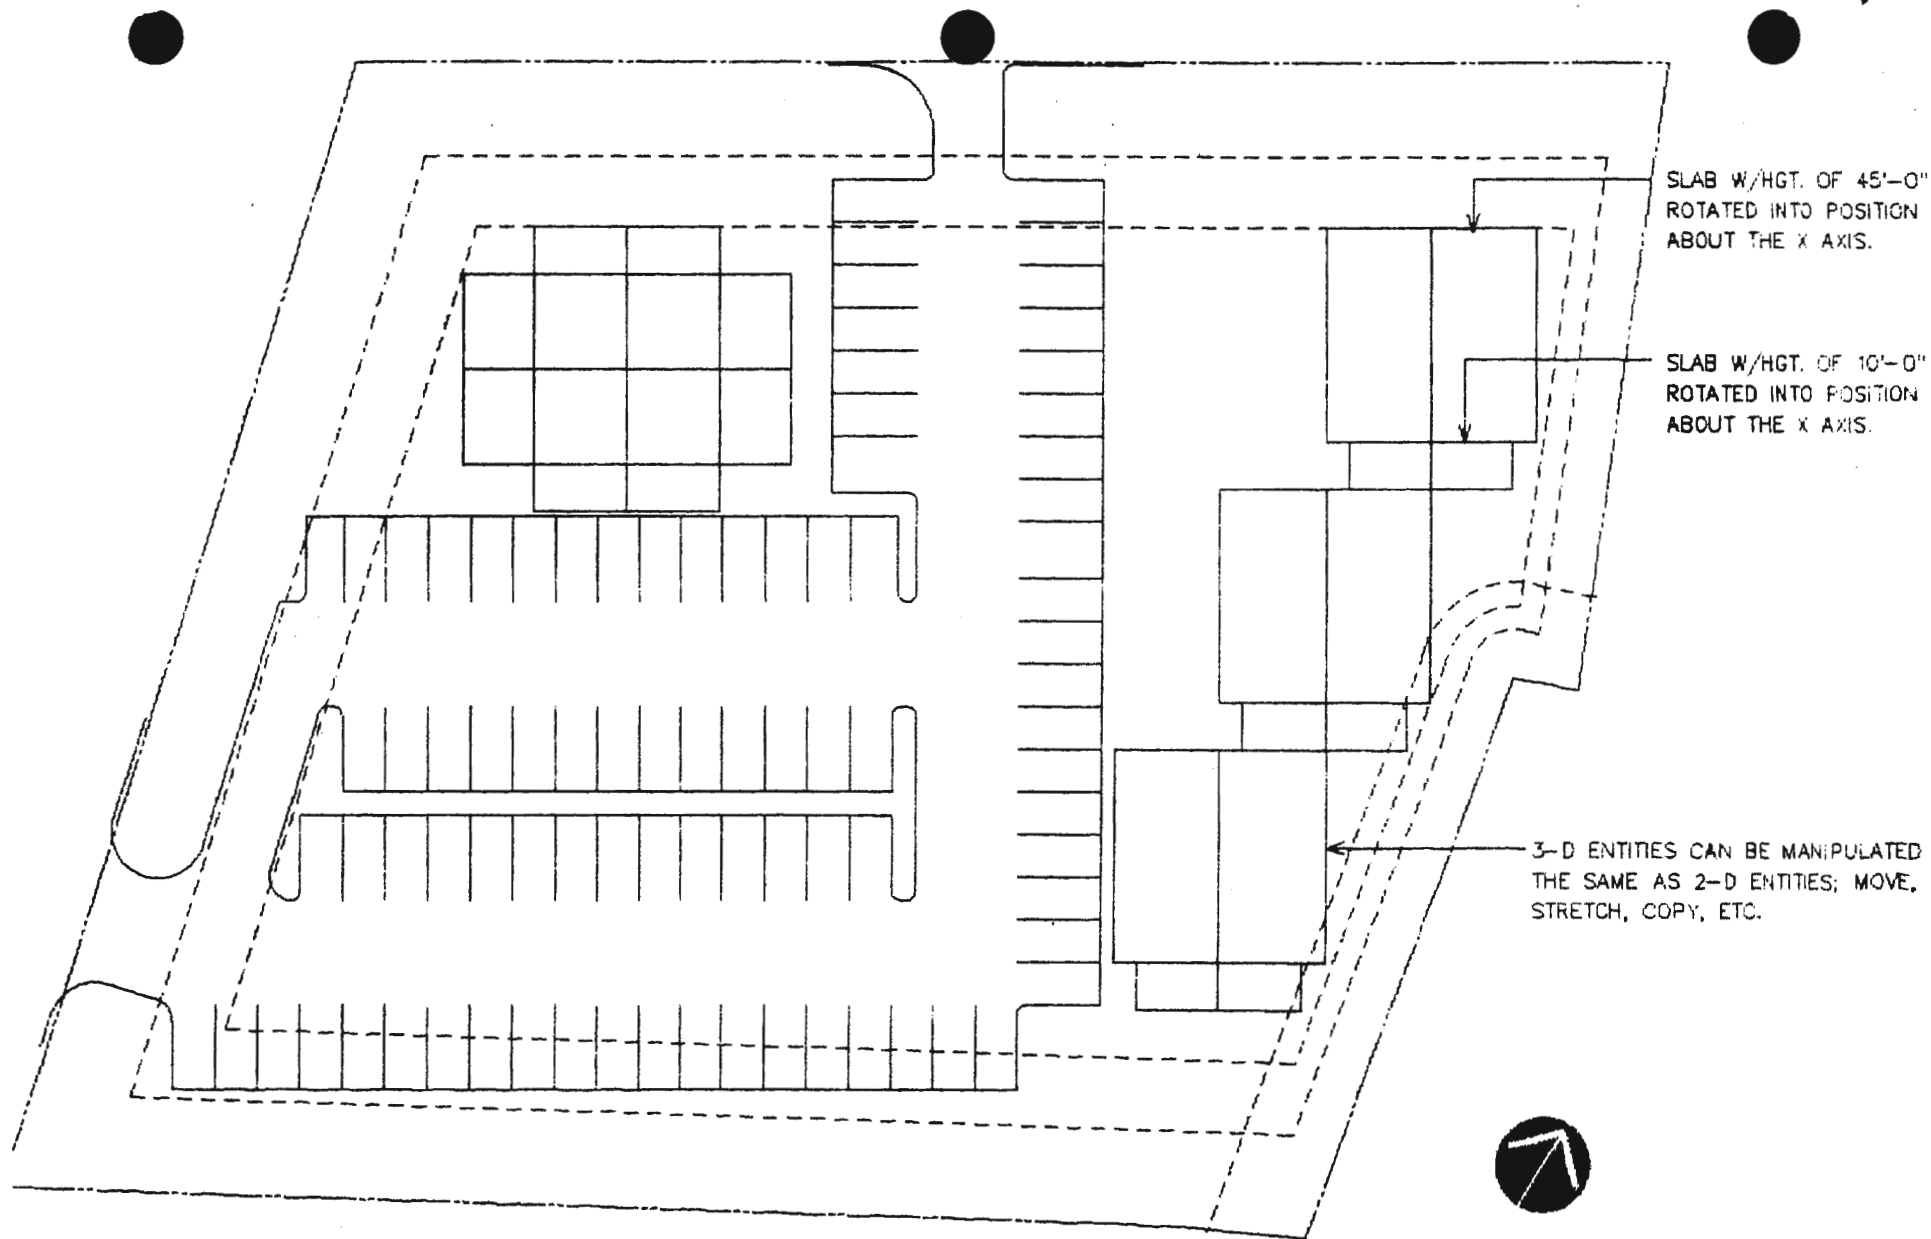 SLAB W/HGT. OF 45'-0"
ROTATED INTO POSITION
ABOUT THE X AXIS.
SLAB W/HGT. OF 10'-0"
ROTATED INTO POSITION
ABOUT THE X AXIS.
3-D ENTITIES CAN BE MANIPULATED
THE SAME AS 2-D ENTITIES; MOVE,
STRETCH, COPY, ETC.